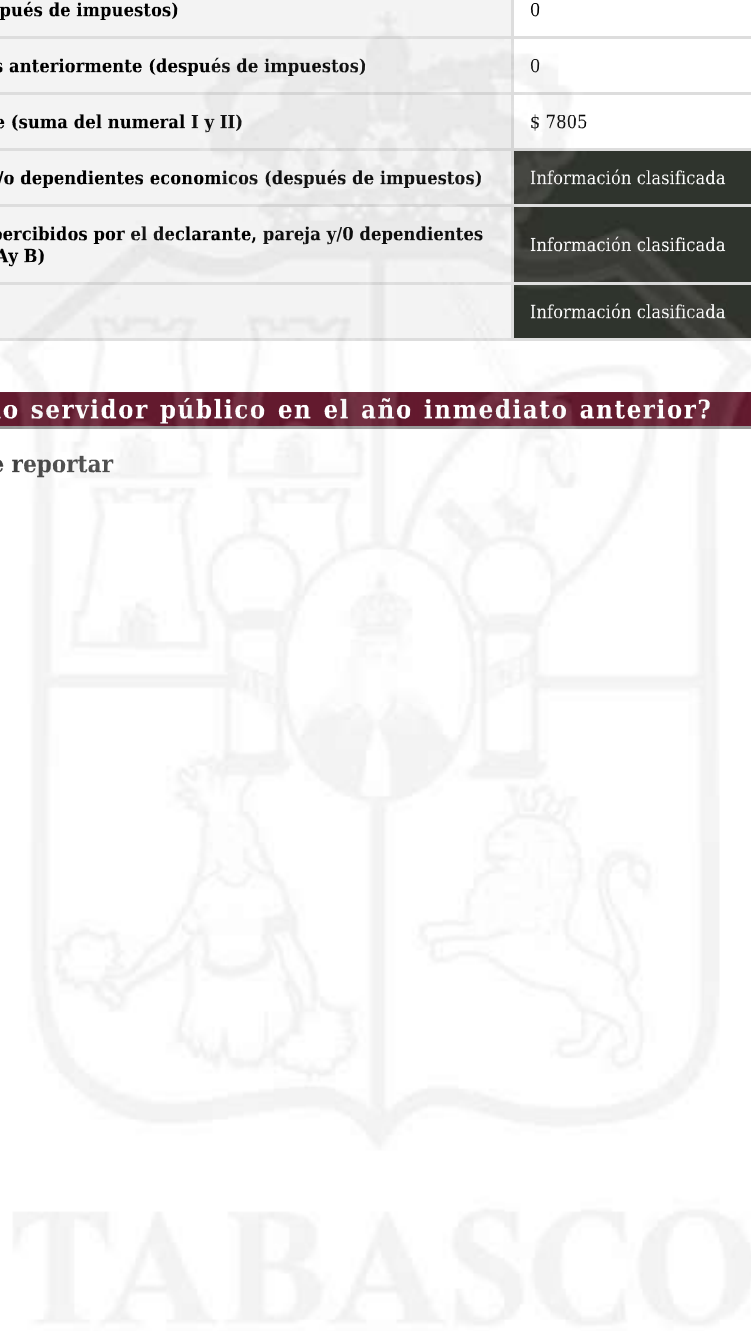 pués de impuestos)
0
s anteriormente (después de impuestos)
0
e (suma del numeral I y II)
$ 7805
/o dependientes economicos (después de impuestos)
Información clasificada
percibidos por el declarante, pareja y/0 dependientes
Ay B)
Información clasificada
Información clasificada
o servidor público en el año inmediato anterior?
e reportar
TABASCO